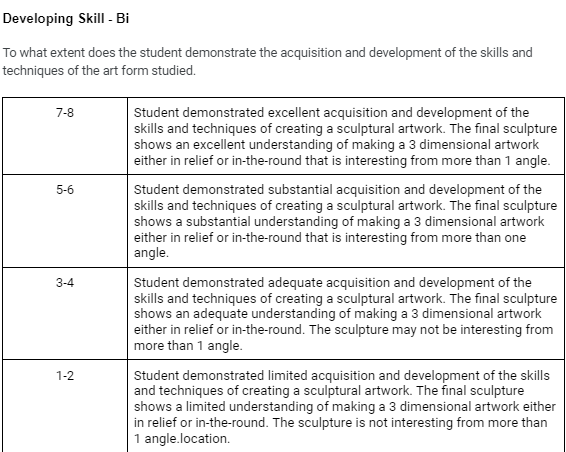 Developing Skill - Bi
To what extent does the student demonstrate the acquisition and development of the skills and
techniques of the art form studied.
7-8
Student demonstrated excellent acquisition and development of the
skills and techniques of creating a sculptural artwork. The final sculpture
shows an excellent understanding of making a 3 dimensional artwork
either in relief or in-the-round that is interesting from more than 1 angle.
5-6
Student demonstrated substantial acquisition and development of the
skills and techniques of creating a sculptural artwork. The final sculpture
shows a substantial understanding of making a 3 dimensional artwork
either in relief or in-the-round that is interesting from more than one
angle.
3-4
Student demonstrated adequate acquisition and development of the
skills and techniques of creating a sculptural artwork. The final sculpture
shows an adequate understanding of making a 3 dimensional artwork
either in relief or in-the-round. The sculpture may not be interesting from
more than 1 angle.
1-2
Student demonstrated limited acquisition and development of the skills
and techniques of creating a sculptural artwork. The final sculpture
shows a limited understanding of making a 3 dimensional artwork either
in relief or in-the-round. The sculpture is not interesting from more than
1 angle.location.